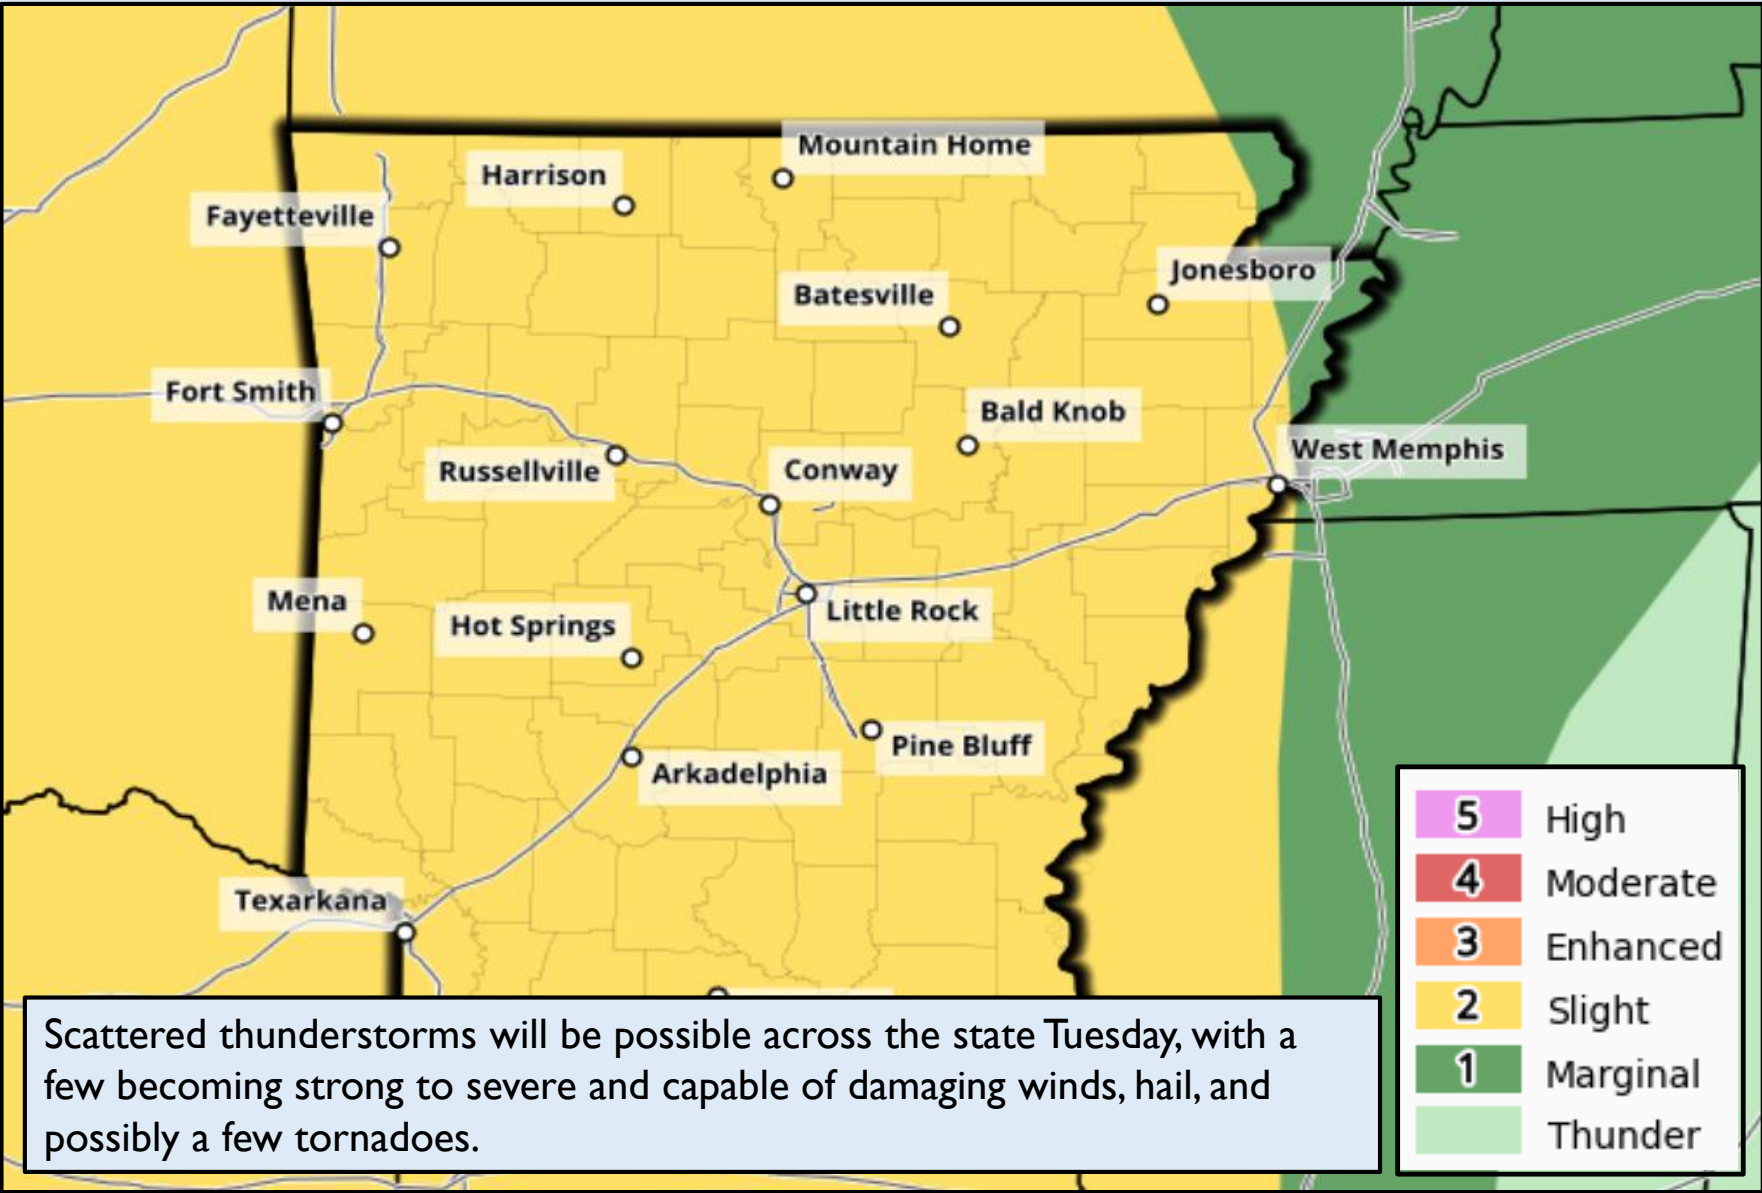 Mountain Home
Harrison
Fayetteville
Jonesboro
Batesville
Fort Smith
Bald Knob
West Memphis
Russellville
Conway
Mena
Hot Springs
Little Rock
Pine Bluff
Arkadelphia
Texarkana
5 High
4 Moderate
3 Enhanced
2 Slight
1 Marginal
Thunder
Scattered thunderstorms will be possible across the state Tuesday, with a
few becoming strong to severe and capable of damaging winds, hail, and
possibly a few tornadoes.